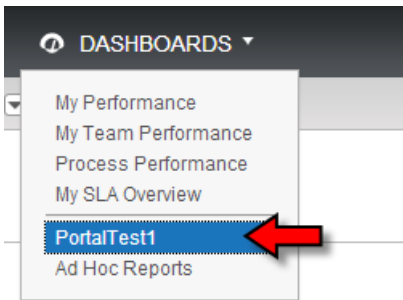 DASHBOARDS
My Performance
My Team Performance
Process Performance
My SLA Overview
PortalTest1
Ad Hoc Reports